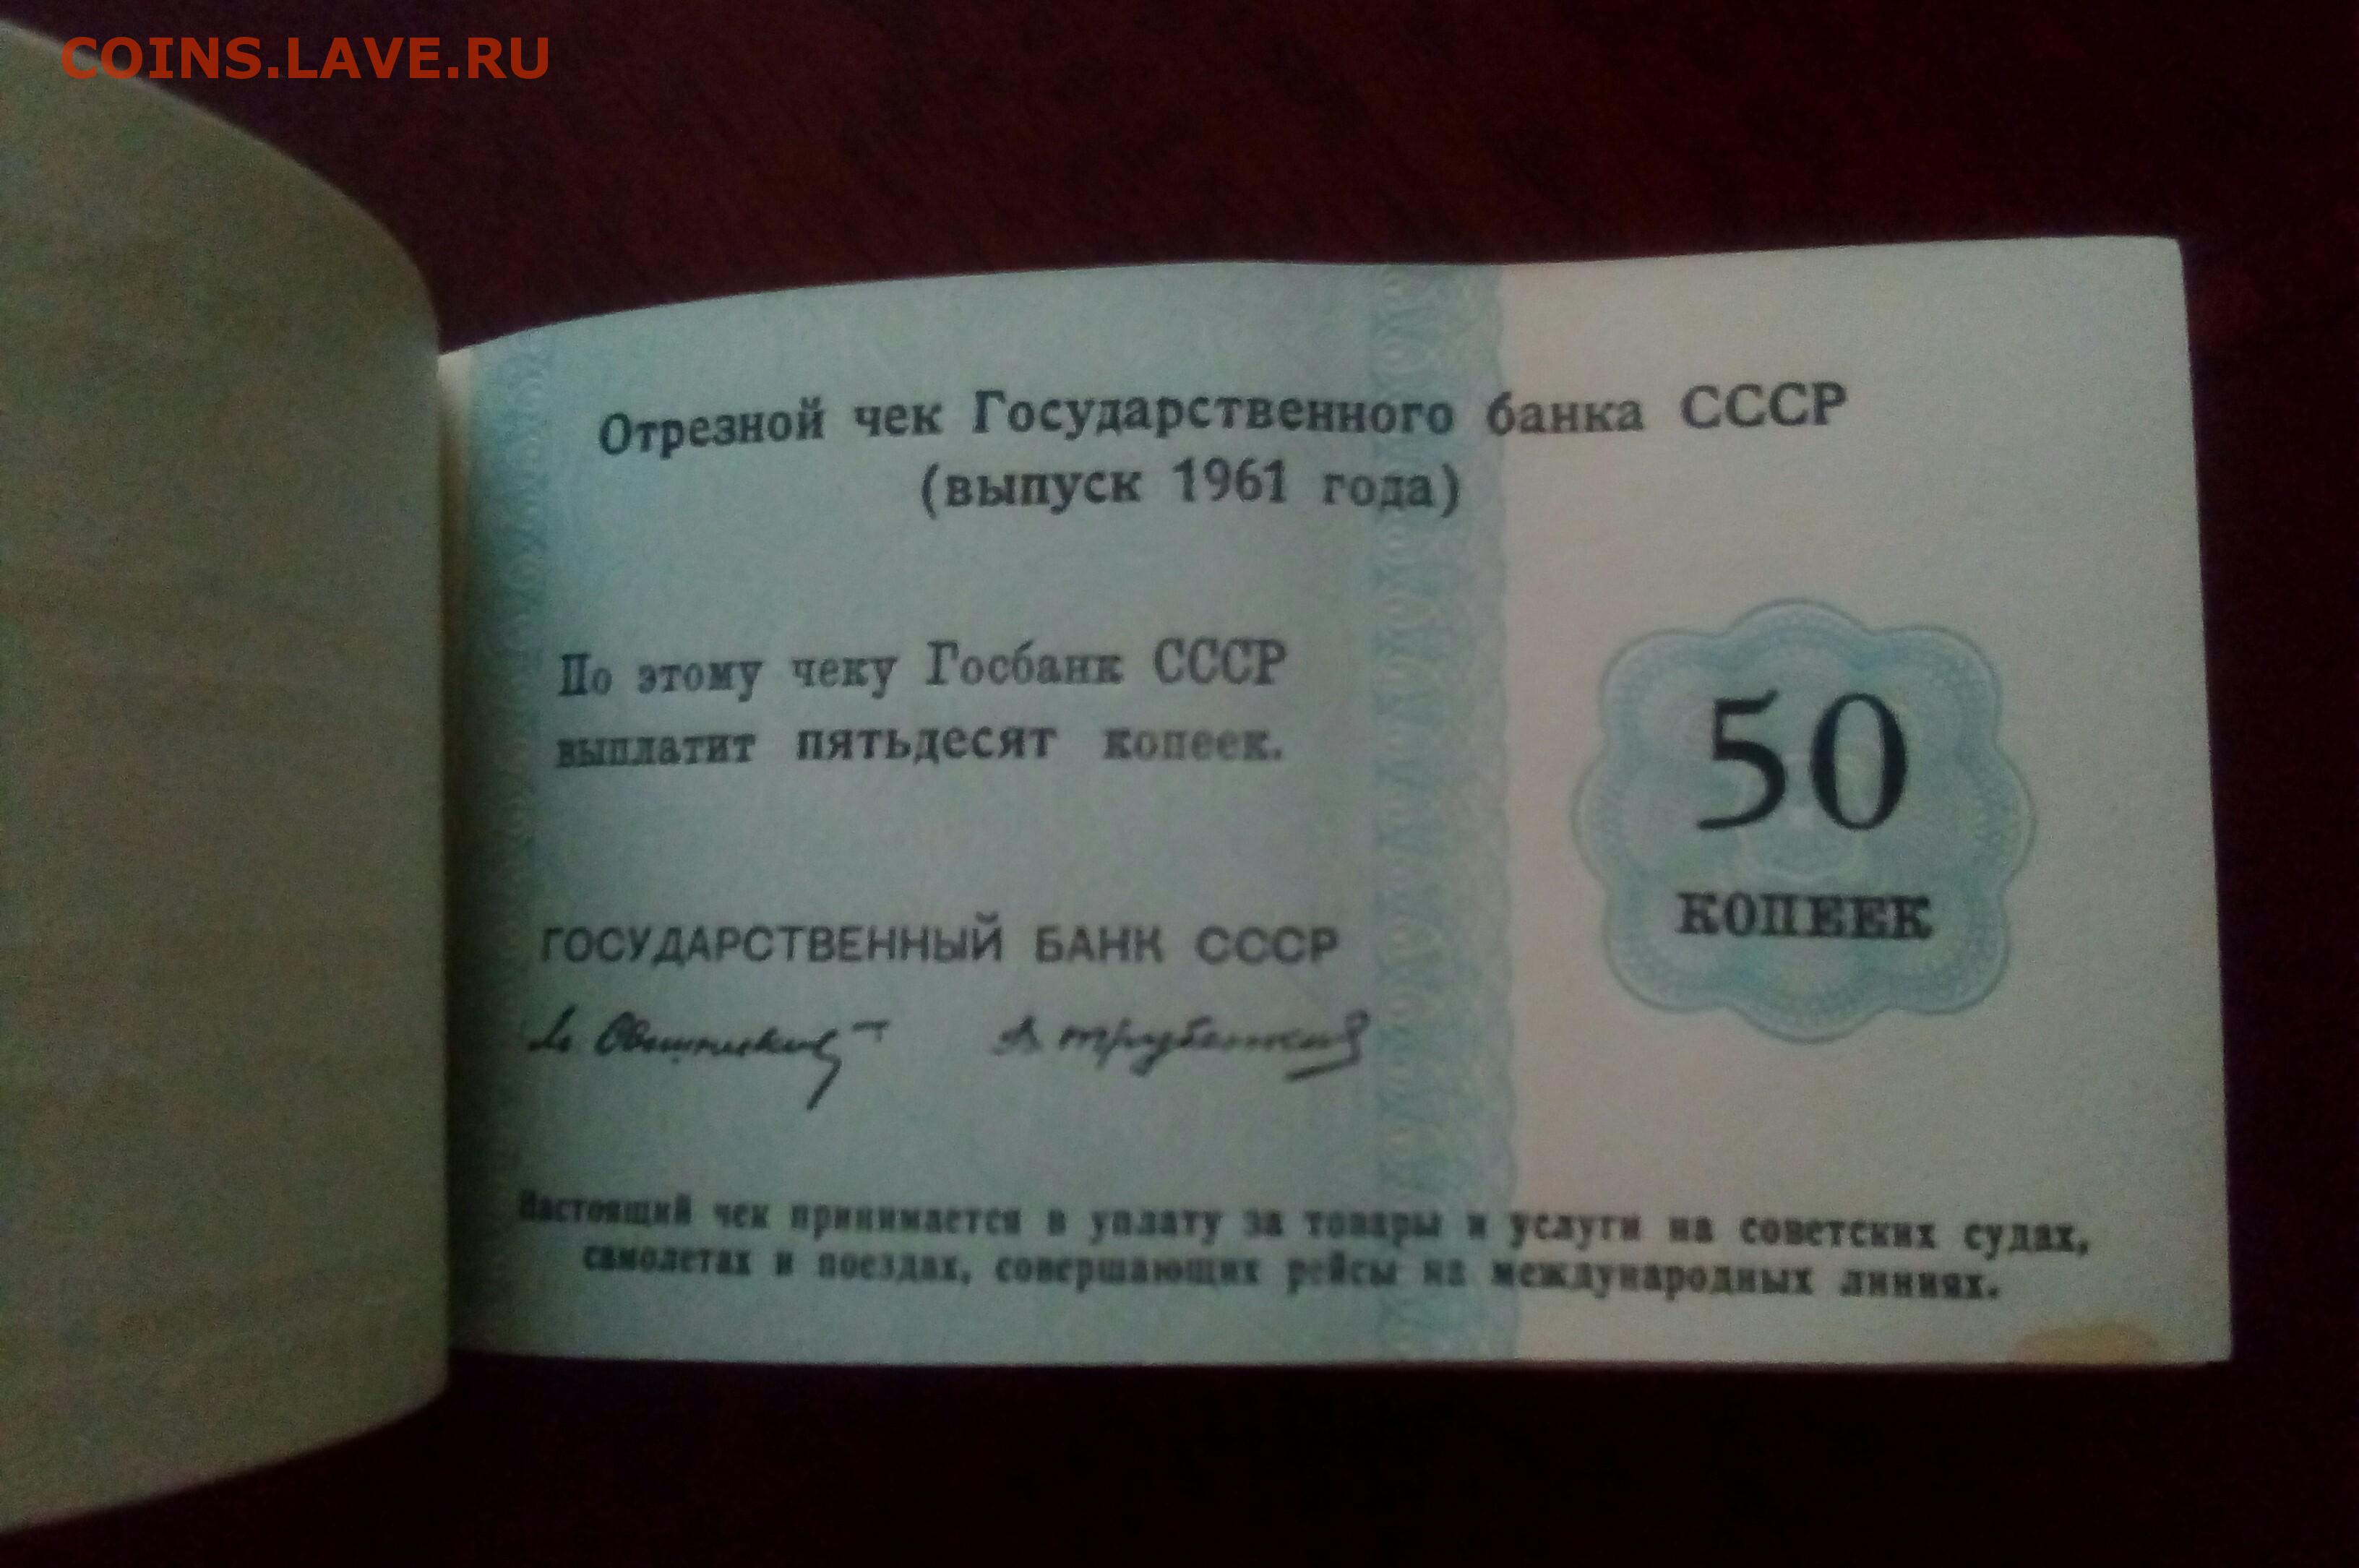 COINS.LAVE.RU
Отрезной чек Государственного банка СССР
(выпуск 1961 года)
По этому чеку Госбанк СССР
выплатит пятьдесят копеек.
50
КОПЕЕК
ГОСУДАРСТВЕННЫЙ БАНК СССР
Настоящий чек принимается в уплату за товары и услуги на советских судах,
самолетах и поездах, совершающих рейсы на международных линиях.